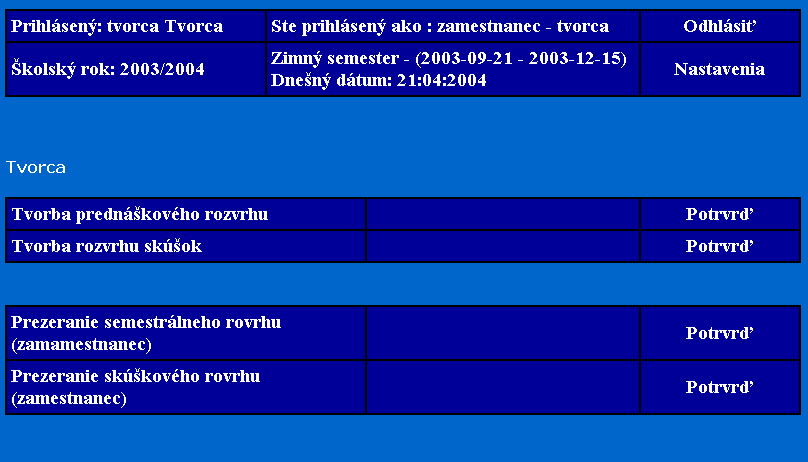 Prihlásený: tvorca Tvorca
Ste prihlásený ako : zamestnanec - tvorca
Odhlásiť
Školský rok: 2003/2004
Zimný semester - (2003-09-21 - 2003-12-15)
Dnešný dátum: 21:04:2004
Nastavenia
Tvorca
Tvorba prednáškového rozvrhu
Potrvrď
Tvorba rozvrhu skúšok
Potrvrď
Prezeranie semestrálneho rovrhu
(zamamestnanec)
Potrvrď
Prezeranie skúškového rovrhu
(zamestnanec)
Potrvrď